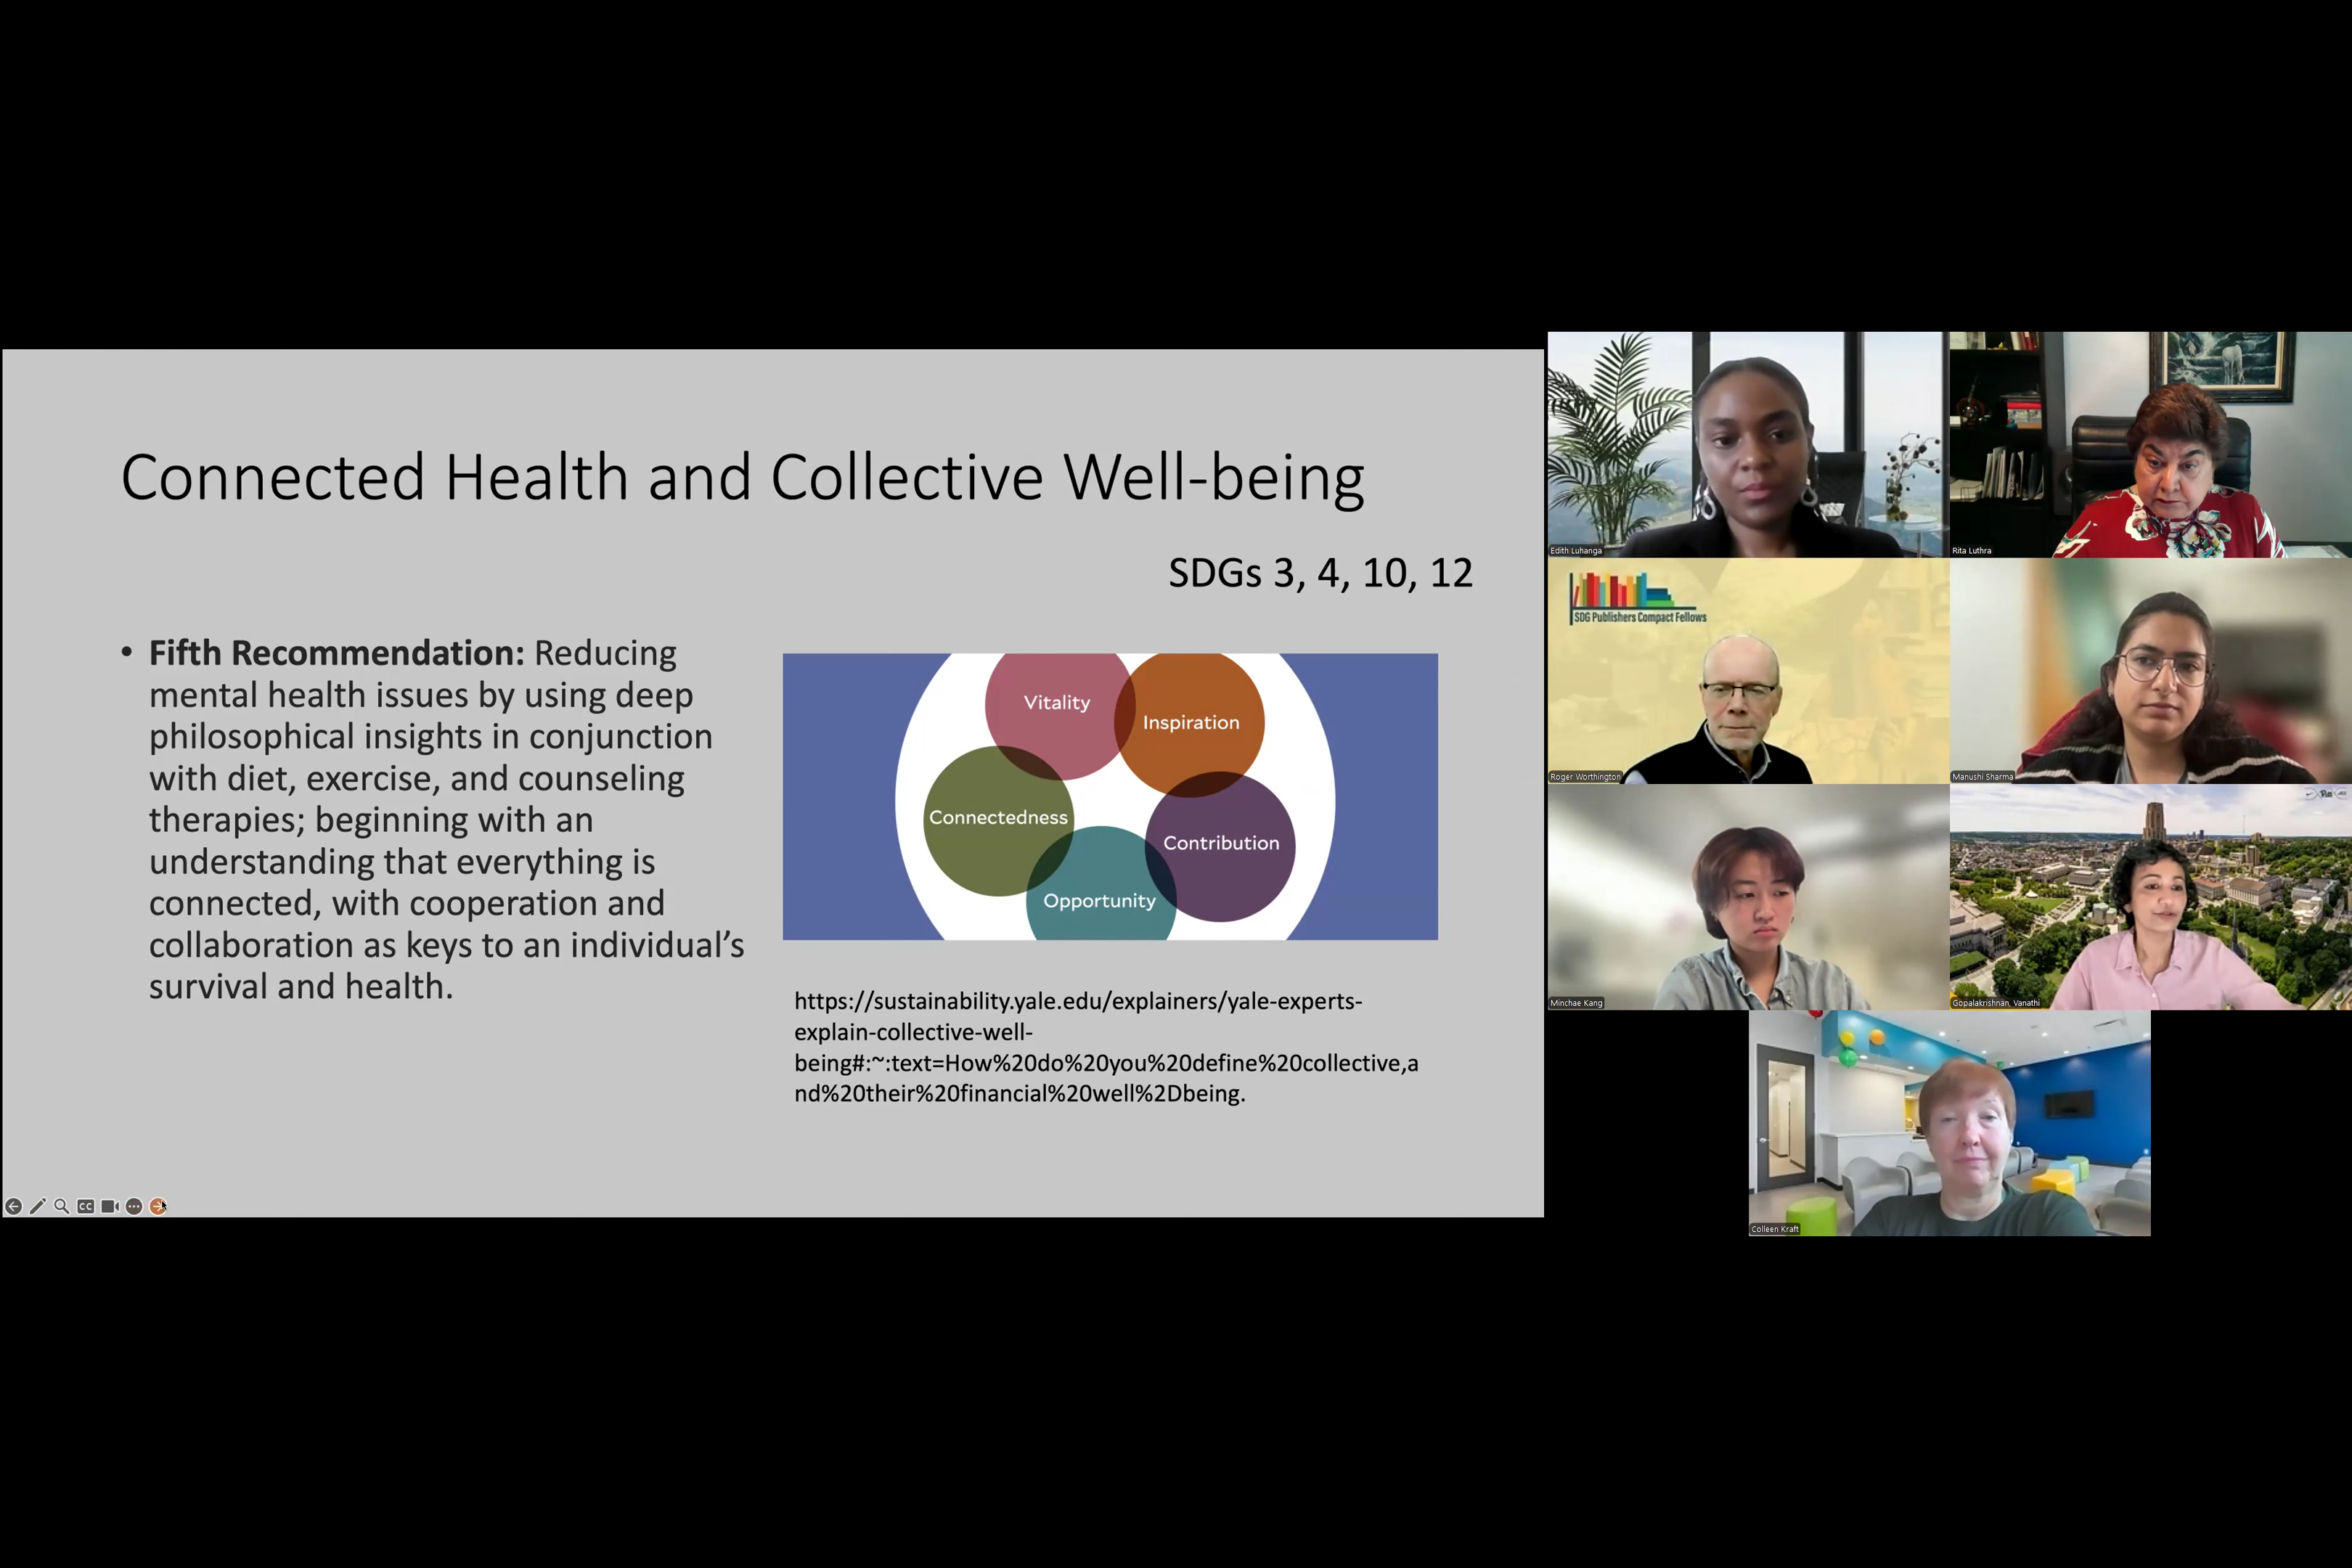 Connected Health and Collective Well-being
SDGs 3, 4, 10, 12
• Fifth Recommendation: Reducing
mental health issues by using deep
philosophical insights in conjunction
with diet, exercise, and counseling
therapies; beginning with an
understanding that everything is
connected, with cooperation and
collaboration as keys to an individual’s
survival and health.
Vitality
Inspiration
Connectedness
Contribution
Opportunity
https://sustainability.yale.edu/explainers/yale-experts-
explain-collective-well-
being#:~:text=How%20do%20you%20define%20collective,a
nd%20their%20financial%20well%2Dbeing.
CC
Edith Luhanga
Rita Luthra
SDG Publishers Compact Fellows
Roger Worthington
Manushi Sharma
Minchae Kang
Gopalakrishnan, Vanathi
Colleen Kraft